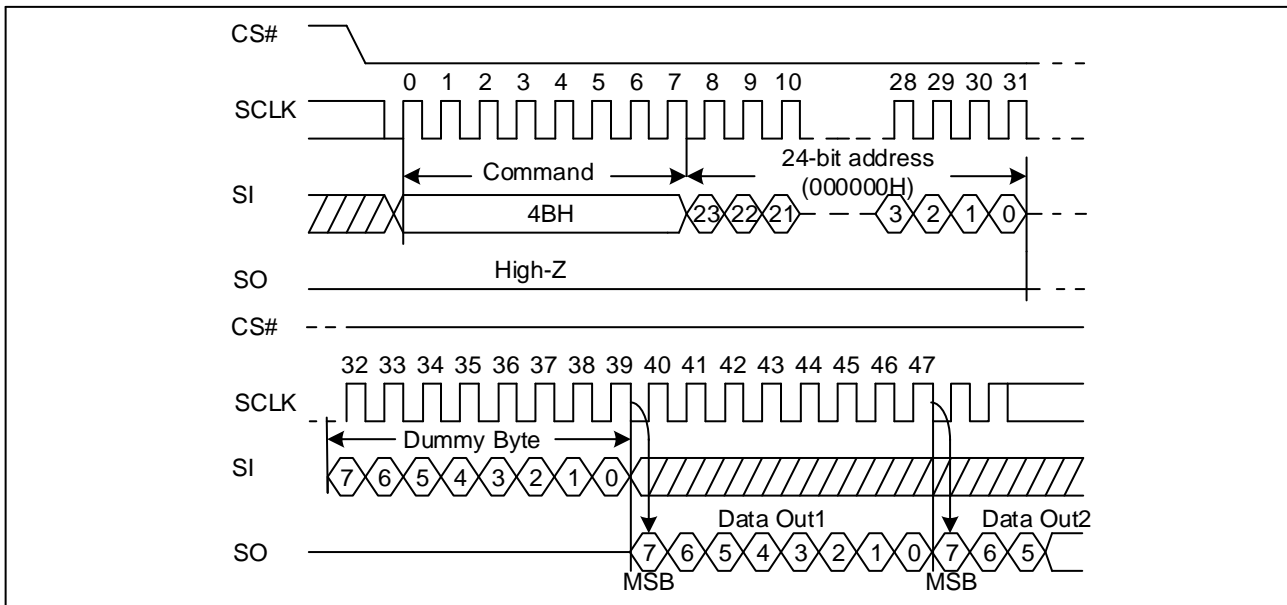 CS#
0 1 2 3 4 5 6 7 8 9 10 28 29 30 31
SCLK
Command
24-bit address
(000000H)
SI
4BH
23 22 21 3 2 1 0
High-Z
SO
CS#
32 33 34 35 36 37 38 39 40 41 42 43 44 45 46 47
SCLK
Dummy Byte
SI
7 6 5 4 3 2 1 0
Data Out1 Data Out2
SO
7 6 5 4 3 2 1 0 7 6 5
MSB MSB